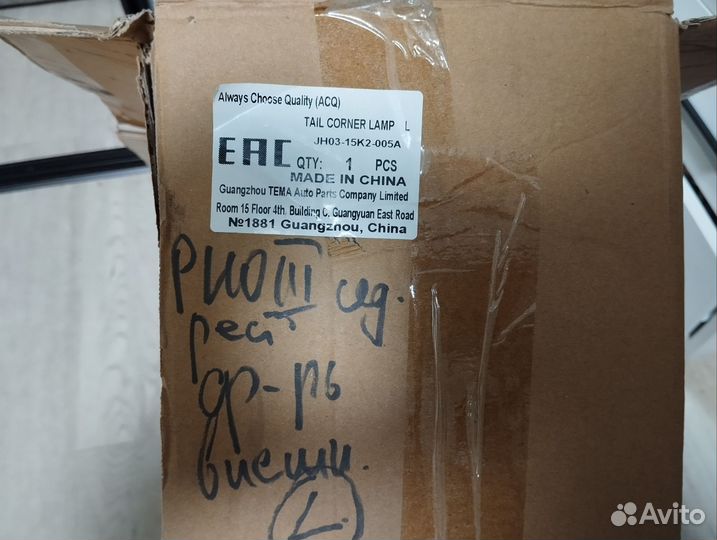 Always Choose Quality (ACQ)
TAIL CORNER LAMP L
JH03-15K2-005A
EAC QTY: 1 PCS
MADE IN CHINA
Guangzhou TEMA Auto Parts Company Limited
Room 15 Floor 4th. Building C, Guangyuan East Road
№1881 Guangzhou, China
РИО III сед.
рест
ф-рь
внешн.
L.
Avito